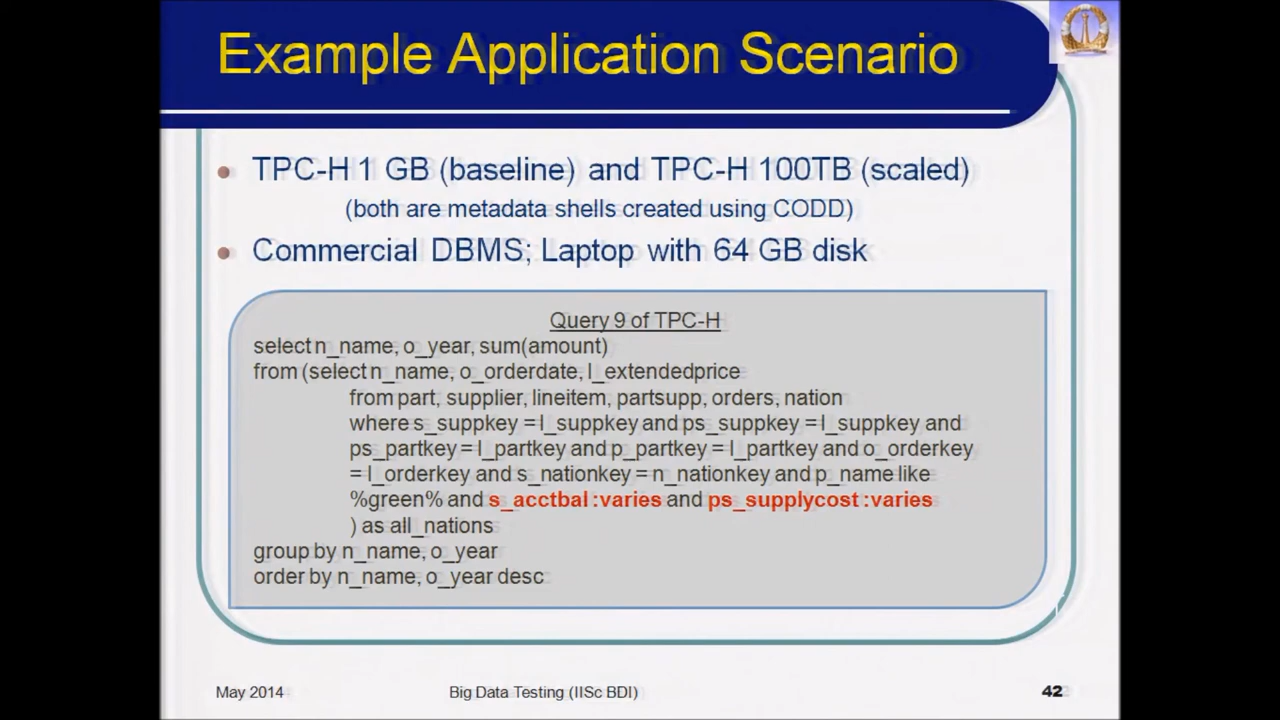 Example Application Scenario
TPC-H 1 GB (baseline) and TPC-H 100TB (scaled)
(both are metadata shells created using CODD)
Commercial DBMS; Laptop with 64 GB disk
Query 9 of TPC-H
select n_name, o_year, sum(amount)
from (select n_name, o_orderdate, l_extendedprice
from part, supplier, lineitem, partsupp, orders, nation
where s_suppkey = l_suppkey and ps_suppkey = l_suppkey and
ps_partkey = l_partkey and p_partkey = l_partkey and o_orderkey
= l_orderkey and s_nationkey = n_nationkey and p_name like
%green% and s_acctbal :varies and ps_supplycost :varies
) as all_nations
group by n_name, o_year
order by n_name, o_year desc
May 2014 Big Data Testing (IISc BDI) 42